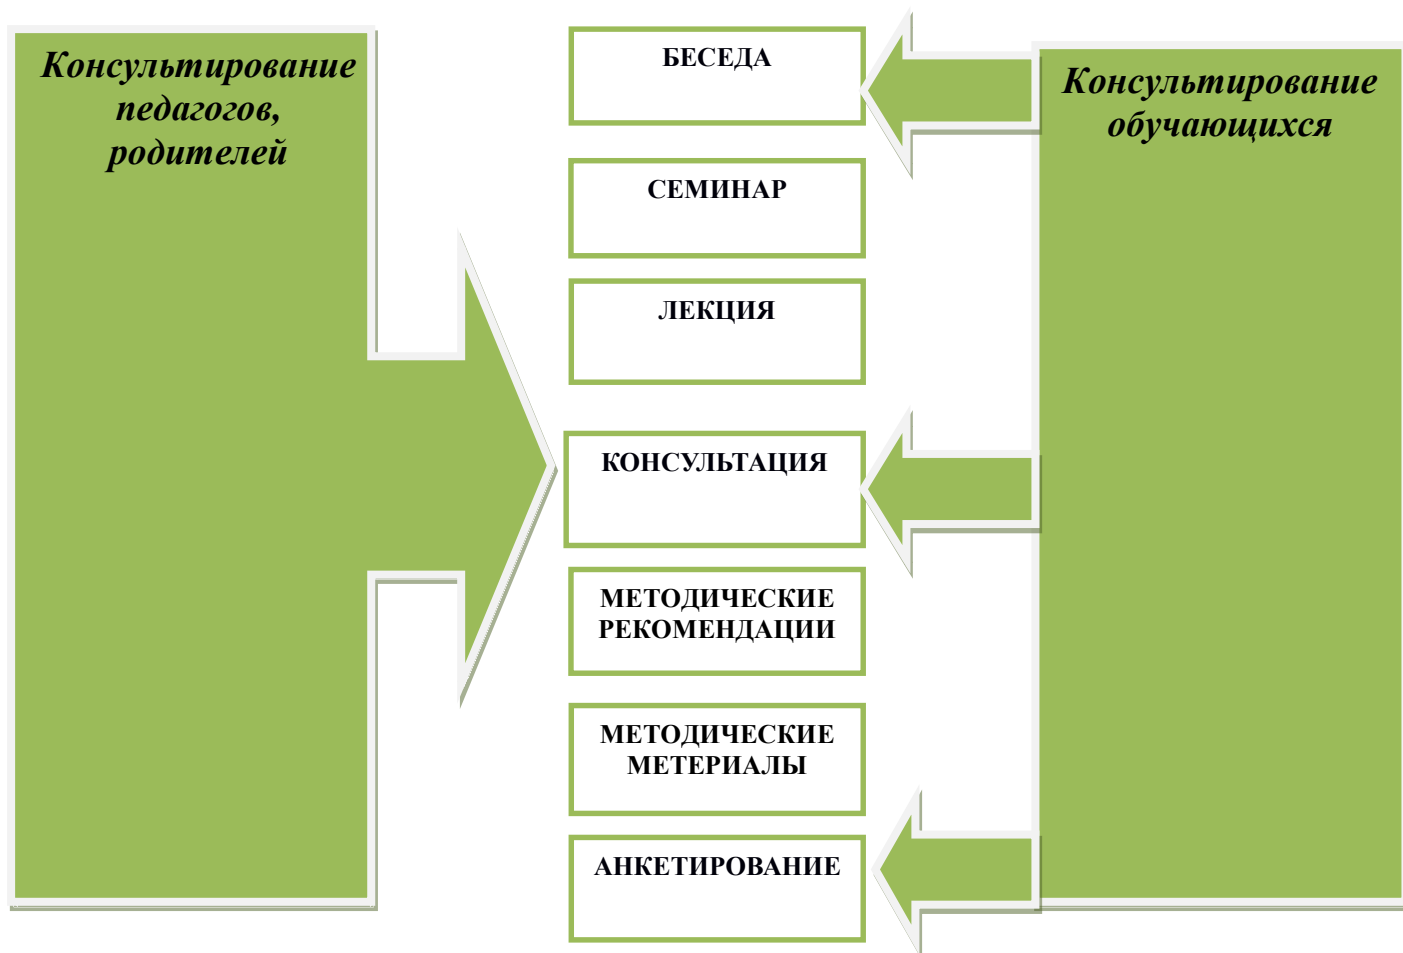 Консультирование
педагогов,
родителей
БЕСЕДА
СЕМИНАР
ЛЕКЦИЯ
КОНСУЛЬТАЦИЯ
МЕТОДИЧЕСКИЕ
РЕКОМЕНДАЦИИ
МЕТОДИЧЕСКИЕ
МЕТЕРИАЛЫ
АНКЕТИРОВАНИЕ
Консультирование
обучающихся